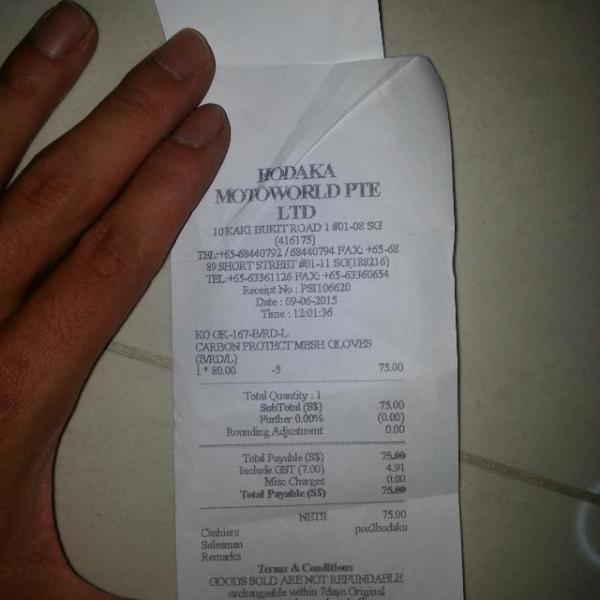 HODAKA
MOTOWORLD PTE
LTD
10 KAKI BUKIT ROAD 1 #01-08 SG
(416175)
TEL:+65-68440792 / 68440794 FAX: +65-68
89 SHORT STREET #01-11 SG(188216)
TEL:+65-63361126 FAX: +65-63360654
Receipt No : PSI106620
Date : 09-06-2015
Time : 12:01:36
KO GK-167-B/RD-L
CARBON PROTECT MESH GLOVES
(B/RD/L)
1 * 80.00 -5 75.00
Total Quantity : 1
SubTotal (S$) 75.00
Further 0.00% (0.00)
Rounding Adjustment 0.00
Total Payable (S$) 75.00
Include GST (7.00) 4.91
Misc Charges 0.00
Total Payable (S$) 75.00
NETS 75.00
Cashiers pos2hodaka
Salesman
Remarks
Terms & Conditions
GOODS SOLD ARE NOT REFUNDABLE
exchangeable within 7days. Original